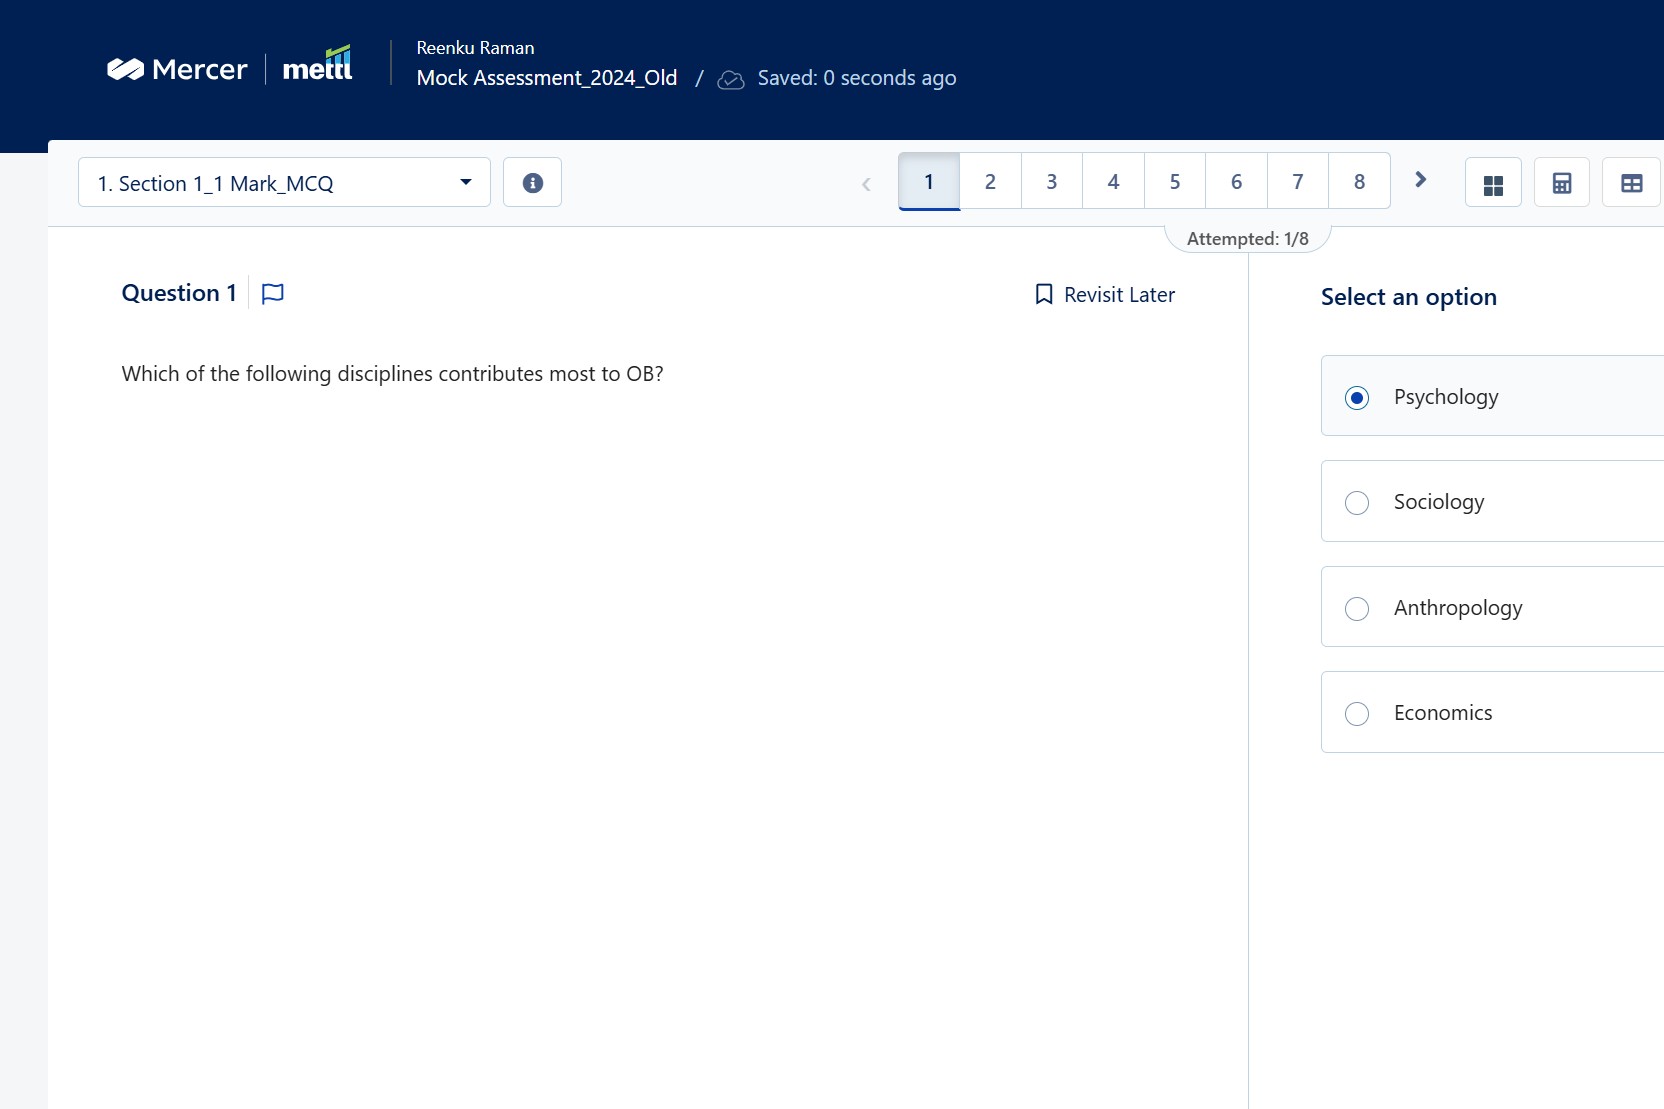 Mercer mettl
Reenku Raman
Mock Assessment_2024_Old / Saved: 0 seconds ago
1. Section 1_1 Mark_MCQ
1 2 3 4 5 6 7 8
Attempted: 1/8
Question 1
Revisit Later
Which of the following disciplines contributes most to OB?
Select an option
Psychology
Sociology
Anthropology
Economics